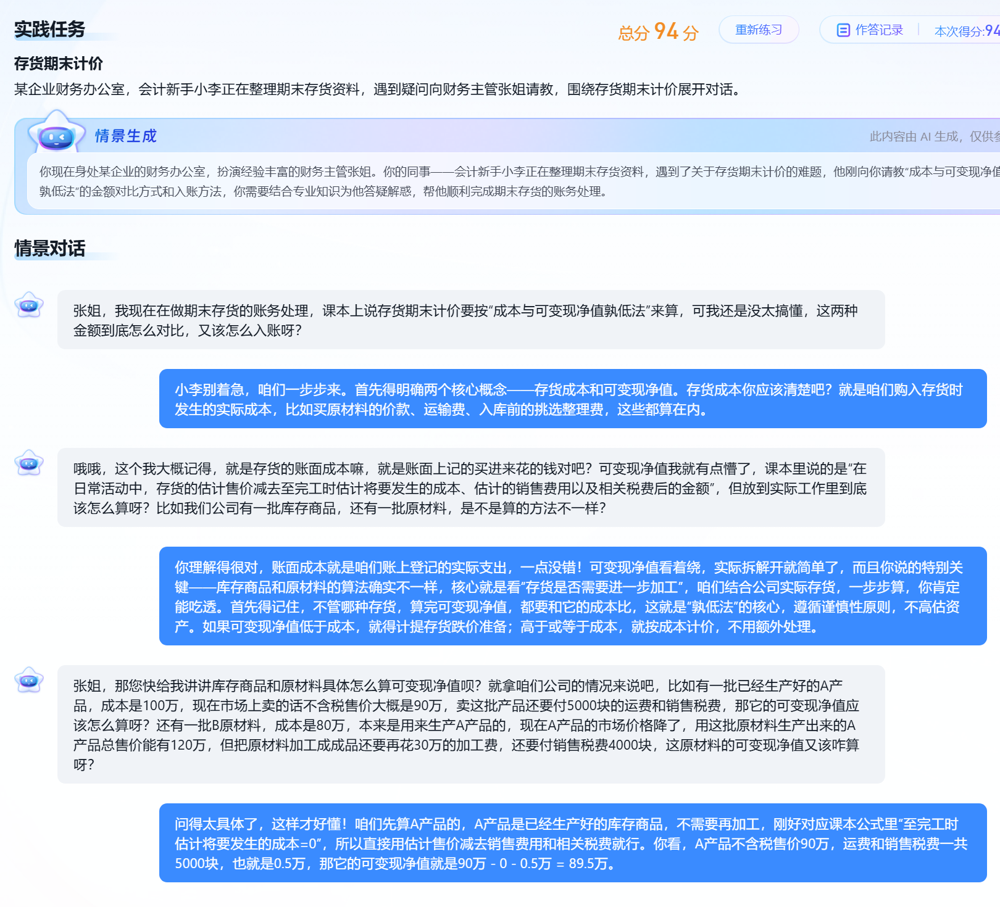 实践任务
总分 94 分
重新练习
作答记录
本次得分:94
存货期末计价
某企业财务办公室，会计新手小李正在整理期末存货资料，遇到疑问向财务主管张姐请教，围绕存货期末计价展开对话。
情景生成
此内容由 AI 生成，仅供
你现在身处某企业的财务办公室，扮演经验丰富的财务主管张姐。你的同事——会计新手小李正在整理期末存货资料，遇到了关于存货期末计价的难题，他刚向你请教“成本与可变现净值
孰低法”的金额对比方式和入账方法，你需要结合专业知识为他答疑解惑，帮他顺利完成期末存货的账务处理。
情景对话
张姐，我现在在做期末存货的账务处理，课本上说存货期末计价要按“成本与可变现净值孰低法”来算，可我还是没太搞懂，这两种
金额到底怎么对比，又该怎么入账呀？
小李别着急，咱们一步步来。首先得明确两个核心概念——存货成本和可变现净值。存货成本你应该清楚吧？就是咱们购入存货时
发生的实际成本，比如买原材料的价款、运输费、入库前的挑选整理费，这些都算在内。
哦哦，这个我大概记得，就是存货的账面成本嘛，就是账面上记的买进来花的钱对吧？可变现净值我就有点懵了，课本里说的是“在
日常活动中，存货的估计售价减去至完工时估计将要发生的成本、估计的销售费用以及相关税费后的金额”，但放到实际工作里到底
该怎么算呀？比如我们公司有一批库存商品，还有一批原材料，是不是算的方法不一样？
你理解得很对，账面成本就是咱们账上登记的实际支出，一点没错！可变现净值看着绕，实际拆解开就简单了，而且你说的特别关
键——库存商品和原材料的算法确实不一样，核心就是看“存货是否需要进一步加工”，咱们结合公司实际存货，一步步算，你肯定
能吃透。首先得记住，不管哪种存货，算完可变现净值，都要和它的成本比，这就是“孰低法”的核心，遵循谨慎性原则，不高估资
产。如果可变现净值低于成本，就得计提存货跌价准备；高于或等于成本，就按成本计价，不用额外处理。
张姐，那您快给我讲讲库存商品和原材料具体怎么算可变现净值呗？就拿咱们公司的情况来说吧，比如有一批已经生产好的A产
品，成本是100万，现在市场上卖的话不含税售价大概是90万，卖这批产品还要付5000块的运费和销售税费，那它的可变现净值应
该怎么算呀？还有一批B原材料，成本是80万，本来是用来生产A产品的，现在A产品的市场价格降了，用这批原材料生产出来的A
产品总售价能有120万，但把原材料加工成成品还要再花30万的加工费，还要付销售税费4000块，这原材料的可变现净值又该咋算
呀？
问得太具体了，这样才好懂！咱们先算A产品的，A产品是已经生产好的库存商品，不需要再加工，刚好对应课本公式里“至完工时
估计将要发生的成本=0”，所以直接用估计售价减去销售费用和相关税费就行。你看，A产品不含税售价90万，运费和销售税费一共
5000块，也就是0.5万，那它的可变现净值就是90万 - 0 - 0.5万 = 89.5万。